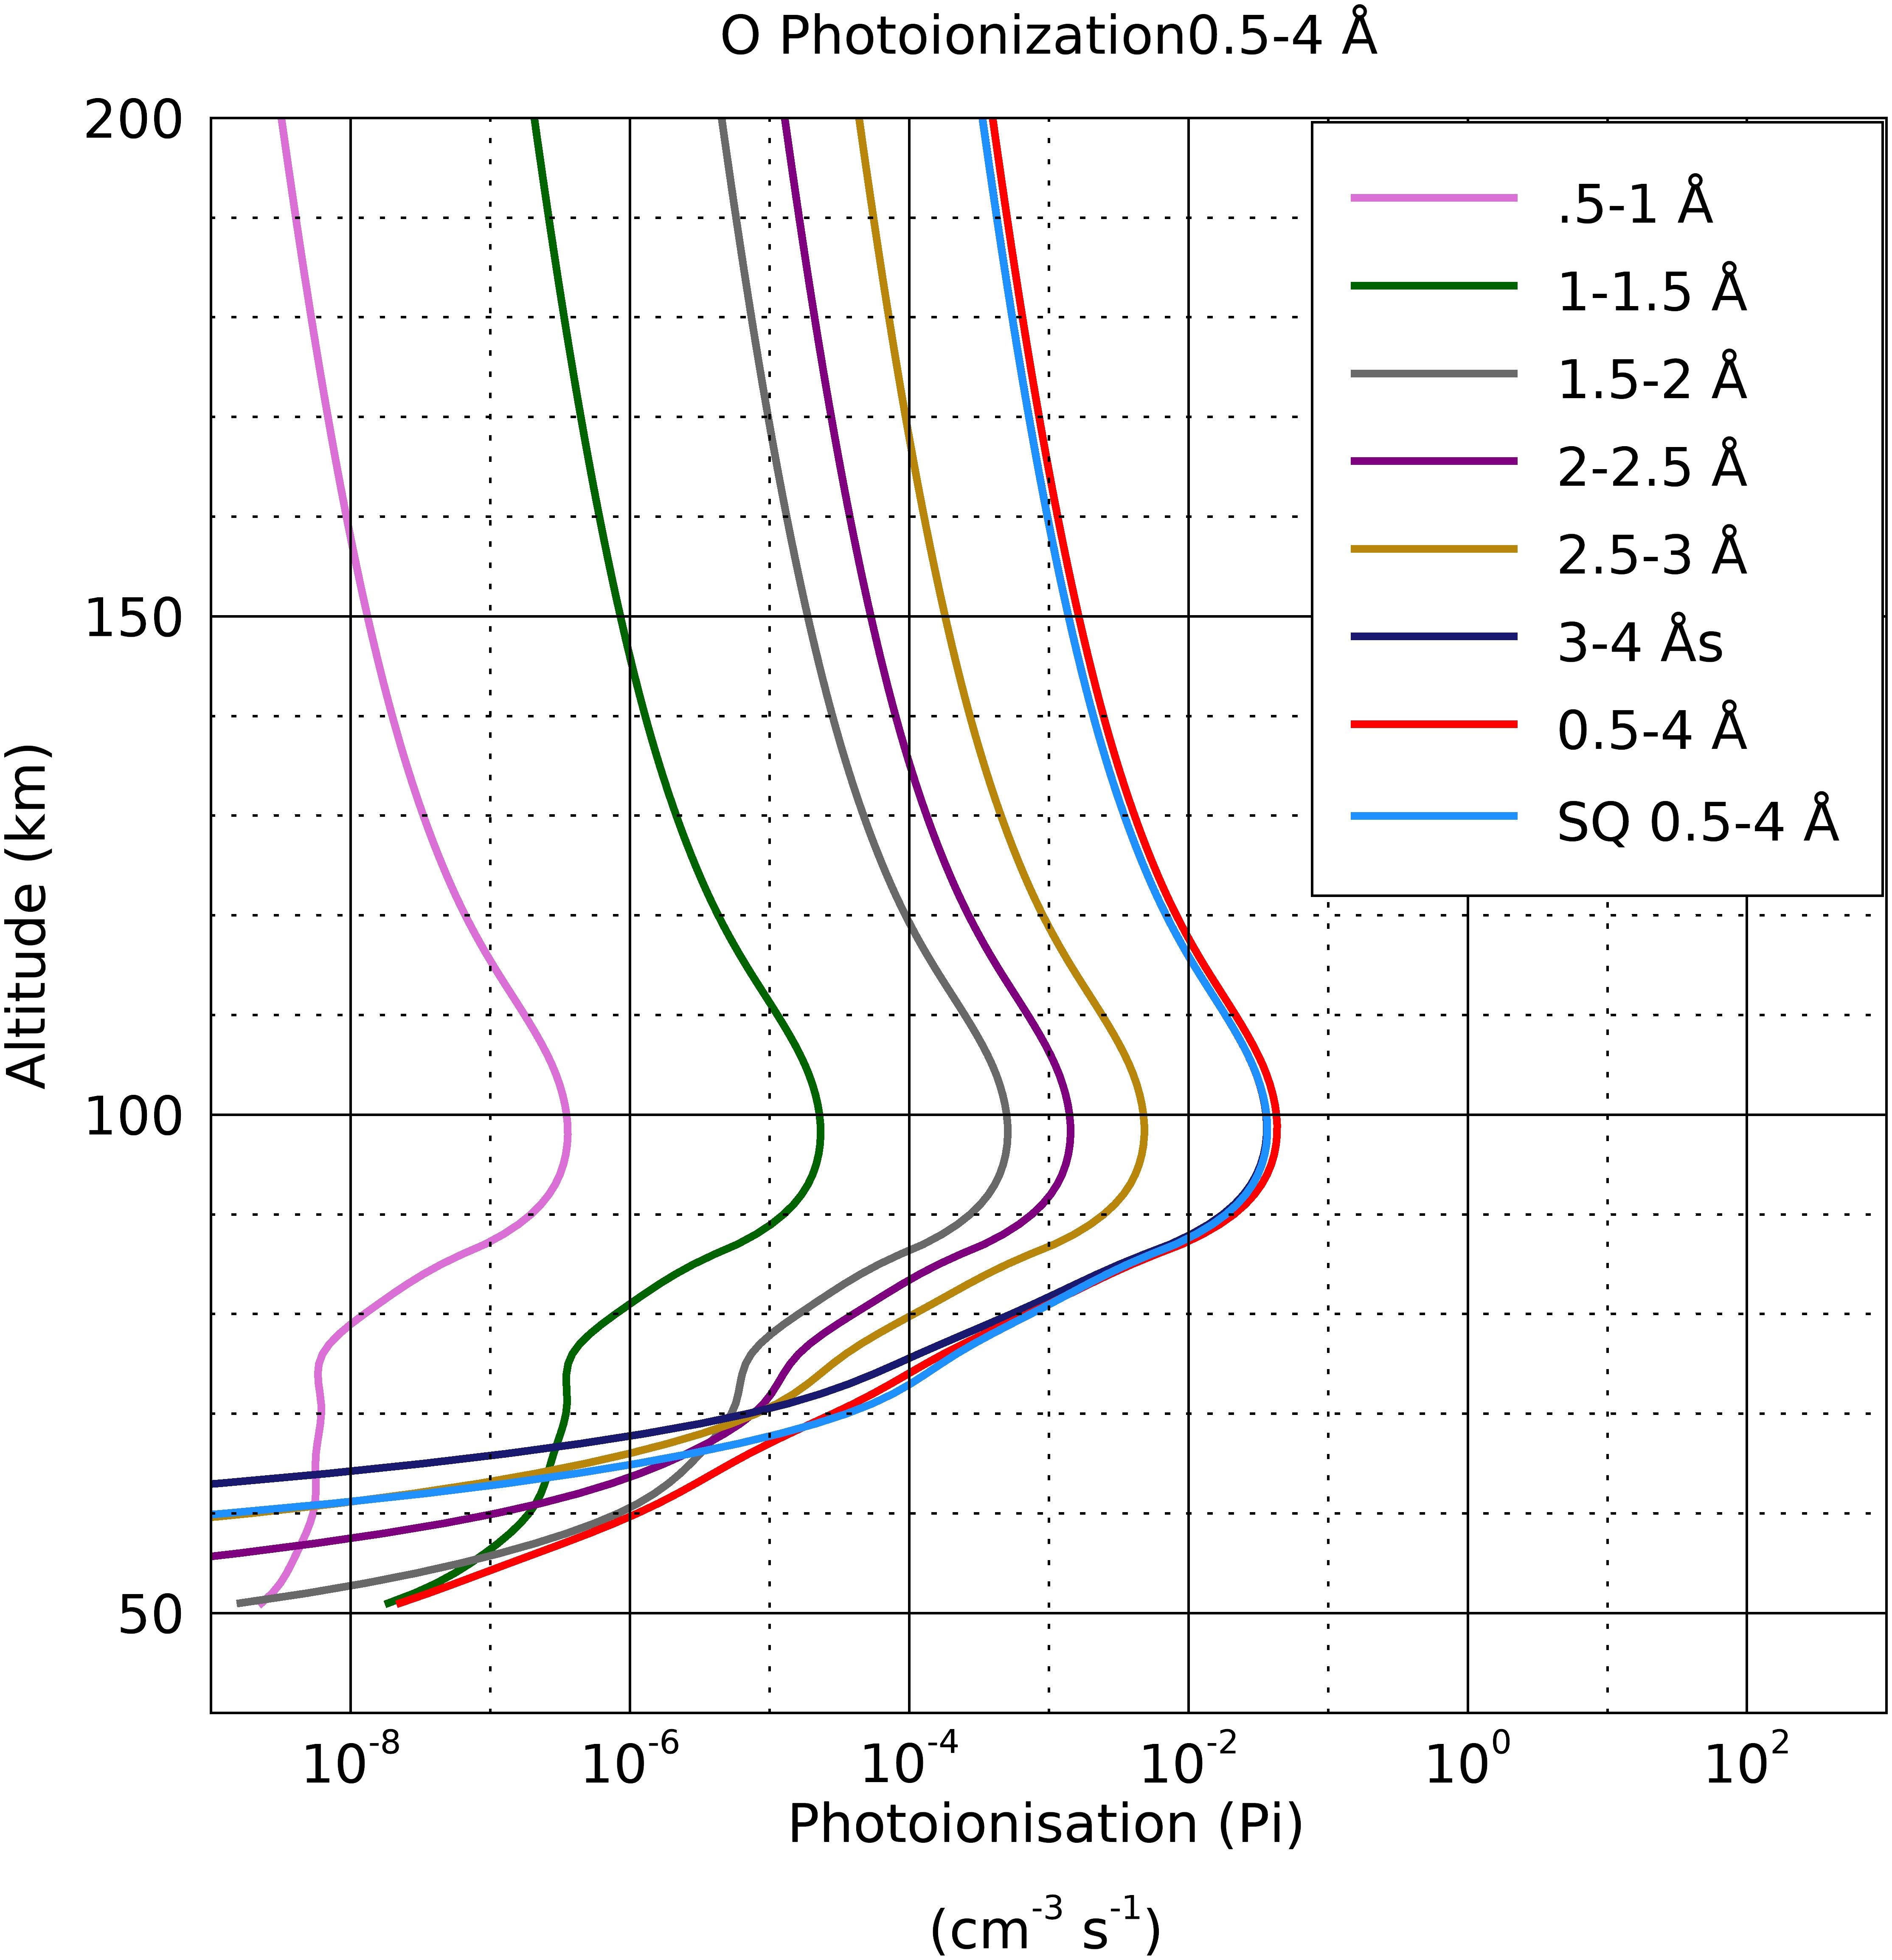 O Photoionization0.5-4 Å
200
150
100
50
Altitude (km)
.5-1 Å
1-1.5 Å
1.5-2 Å
2-2.5 Å
2.5-3 Å
3-4 Ås
0.5-4 Å
SQ 0.5-4 Å
10⁻⁸ 10⁻⁶ 10⁻⁴ 10⁻² 10⁰ 10²
Photoionisation (Pi)
(cm⁻³ s⁻¹)